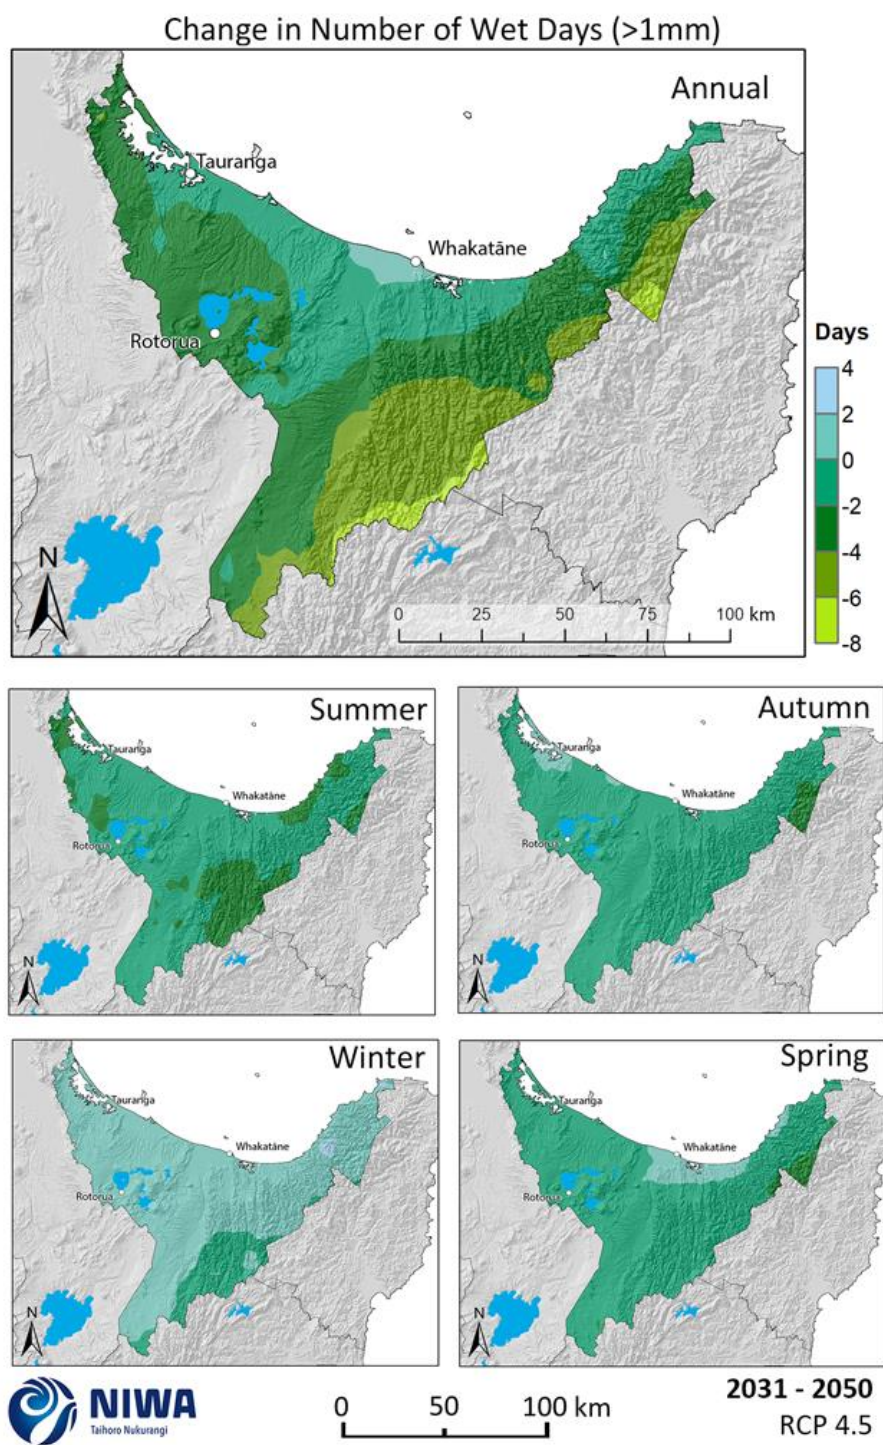 Change in Number of Wet Days (>1mm)
Annual
Tauranga
Whakatāne
Rotorua
Days
4
2
0
-2
-4
-6
-8
N
0 25 50 75 100 km
Summer
Tauranga
Whakatāne
Rotorua
N
Autumn
Tauranga
Whakatāne
Rotorua
N
Winter
Tauranga
Whakatāne
Rotorua
N
Spring
Tauranga
Whakatāne
Rotorua
N
NIWA
Taihoro Nukurangi
0 50 100 km
2031 - 2050
RCP 4.5